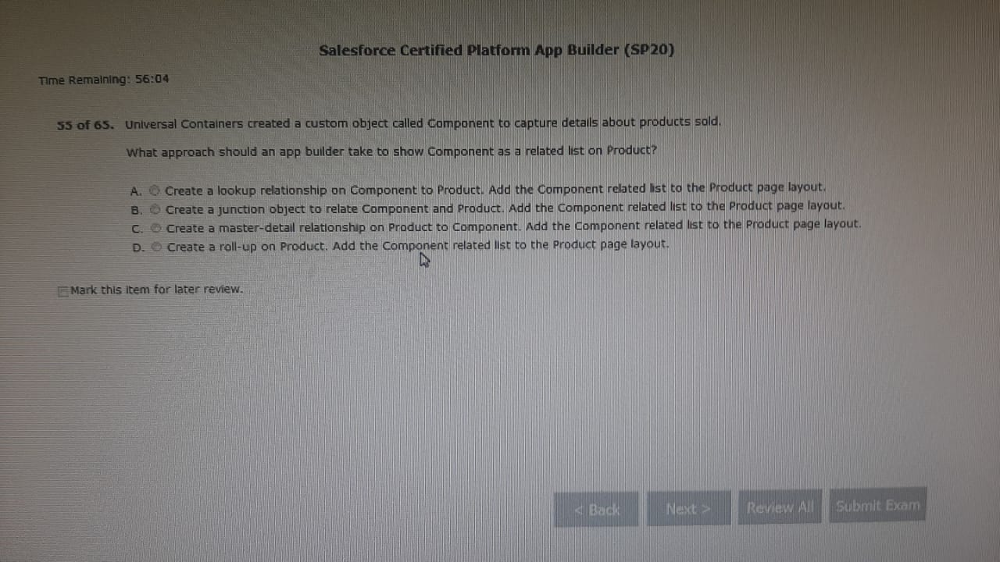 Salesforce Certified Platform App Builder (SP20)
Time Remaining: 56:04
55 of 65. Universal Containers created a custom object called Component to capture details about products sold.
What approach should an app builder take to show Component as a related list on Product?
A. Create a lookup relationship on Component to Product. Add the Component related list to the Product page layout.
B. Create a junction object to relate Component and Product. Add the Component related list to the Product page layout.
C. Create a master-detail relationship on Product to Component. Add the Component related list to the Product page layout.
D. Create a roll-up on Product. Add the Component related list to the Product page layout.
Mark this item for later review.
< Back Next > Review All Submit Exam